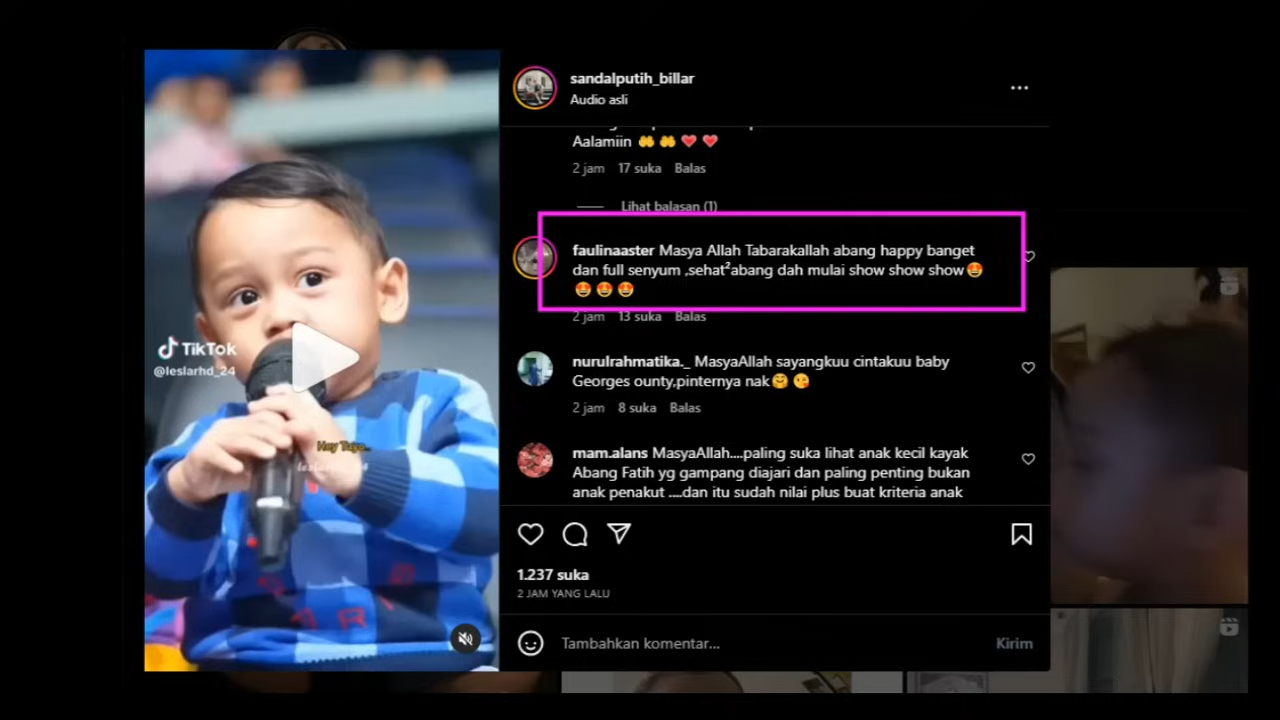 sandalputih_billar
Audio asli
Aalamiin 🤲 🤲 ❤️ ❤️
2 jam 17 suka Balas
Lihat balasan (1)
faulinaaster Masya Allah Tabarakallah abang happy banget
dan full senyum ,sehat²abang dah mulai show show show🤩
🤩 🤩 🤩
2 jam 13 suka Balas
nurulrahmatika._ MasyaAllah sayangkuu cintakuu baby
Georges ounty,pinternya nak🤗 😘
2 jam 8 suka Balas
mam.alans MasyaAllah....paling suka lihat anak kecil kayak
Abang Fatih yg gampang diajari dan paling penting bukan
anak penakut ....dan itu sudah nilai plus buat kriteria anak
1.237 suka
2 JAM YANG LALU
Tambahkan komentar...
Kirim
TikTok
@leslarhd_24
Hey Tayo..